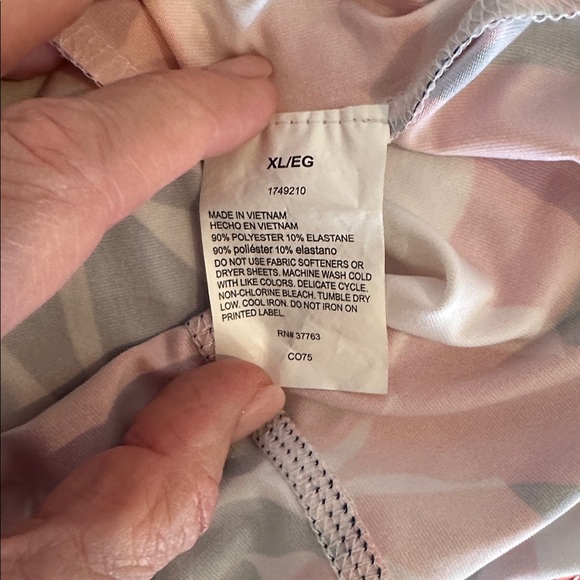 XL/EG
1749210
MADE IN VIETNAM
HECHO EN VIETNAM
90% POLYESTER 10% ELASTANE
90% poliéster 10% elastano
DO NOT USE FABRIC SOFTENERS OR
DRYER SHEETS. MACHINE WASH COLD
WITH LIKE COLORS. DELICATE CYCLE.
NON-CHLORINE BLEACH. TUMBLE DRY
LOW. COOL IRON. DO NOT IRON ON
PRINTED LABEL.
RN# 37763
CO75